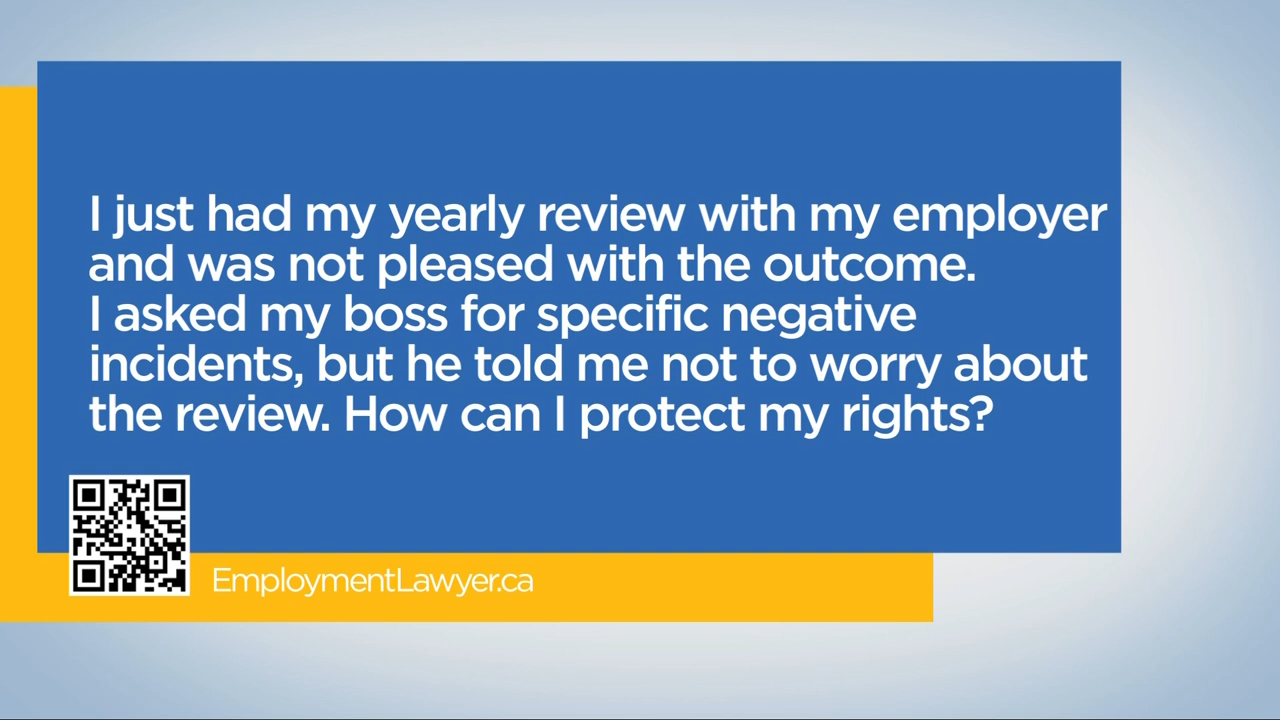 I just had my yearly review with my employer
and was not pleased with the outcome.
I asked my boss for specific negative
incidents, but he told me not to worry about
the review. How can I protect my rights?
EmploymentLawyer.ca